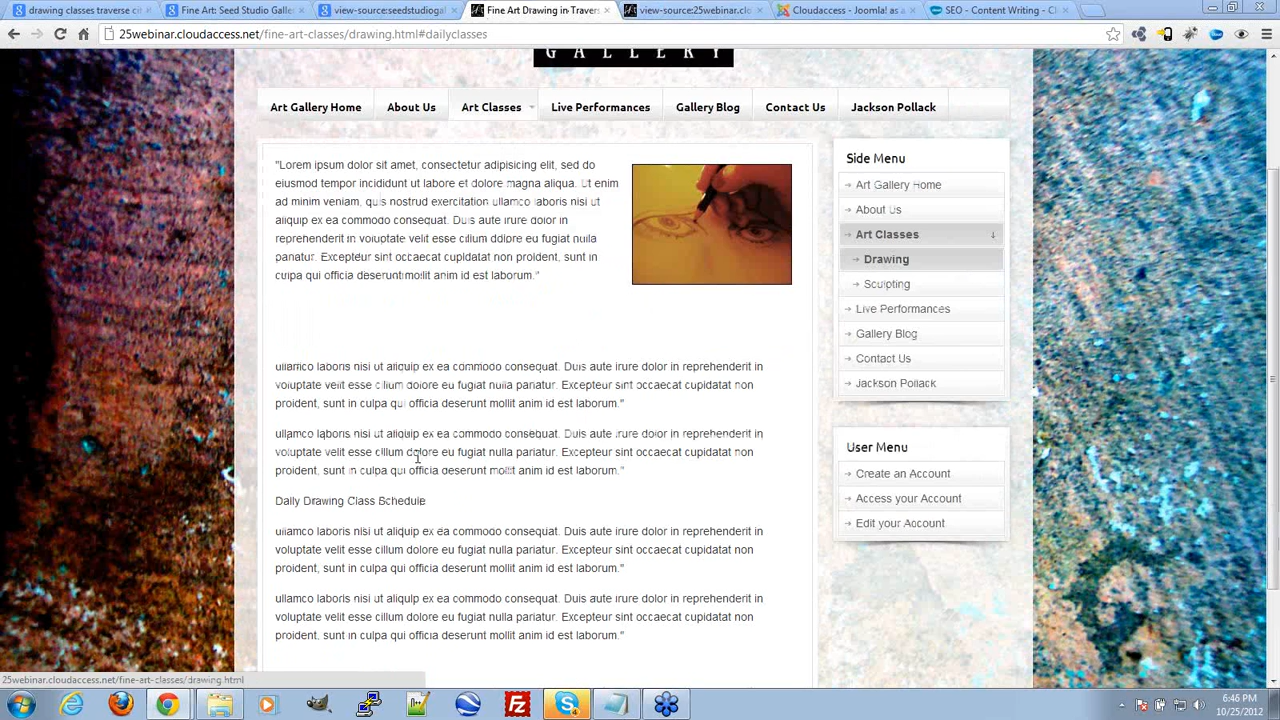 drawing classes traverse ci
Fine Art: Seed Studio Galle
view-source:seedstudiogal
Fine Art Drawing in Travers
view-source:25webinar.clo
Cloudaccess - Joomla! as a
SEO - Content Writing - Cl
25webinar.cloudaccess.net/fine-art-classes/drawing.html#dailyclasses
GALLERY
Art Gallery Home
About Us
Art Classes
Live Performances
Gallery Blog
Contact Us
Jackson Pollack
"Lorem ipsum dolor sit amet, consectetur adipisicing elit, sed do
eiusmod tempor incididunt ut labore et dolore magna aliqua. Ut enim
ad minim veniam, quis nostrud exercitation ullamco laboris nisi ut
aliquip ex ea commodo consequat. Duis aute irure dolor in
reprehenderit in voluptate velit esse cillum dolore eu fugiat nulla
pariatur. Excepteur sint occaecat cupidatat non proident, sunt in
culpa qui officia deserunt mollit anim id est laborum."
ullamco laboris nisi ut aliquip ex ea commodo consequat. Duis aute irure dolor in reprehenderit in
voluptate velit esse cillum dolore eu fugiat nulla pariatur. Excepteur sint occaecat cupidatat non
proident, sunt in culpa qui officia deserunt mollit anim id est laborum."
ullamco laboris nisi ut aliquip ex ea commodo consequat. Duis aute irure dolor in reprehenderit in
voluptate velit esse cillum dolore eu fugiat nulla pariatur. Excepteur sint occaecat cupidatat non
proident, sunt in culpa qui officia deserunt mollit anim id est laborum."
Daily Drawing Class Schedule
ullamco laboris nisi ut aliquip ex ea commodo consequat. Duis aute irure dolor in reprehenderit in
voluptate velit esse cillum dolore eu fugiat nulla pariatur. Excepteur sint occaecat cupidatat non
proident, sunt in culpa qui officia deserunt mollit anim id est laborum."
ullamco laboris nisi ut aliquip ex ea commodo consequat. Duis aute irure dolor in reprehenderit in
voluptate velit esse cillum dolore eu fugiat nulla pariatur. Excepteur sint occaecat cupidatat non
proident, sunt in culpa qui officia deserunt mollit anim id est laborum."
Side Menu
Art Gallery Home
About Us
Art Classes
Drawing
Sculpting
Live Performances
Gallery Blog
Contact Us
Jackson Pollack
User Menu
Create an Account
Access your Account
Edit your Account
25webinar.cloudaccess.net/fine-art-classes/drawing.html
6:46 PM
10/25/2012